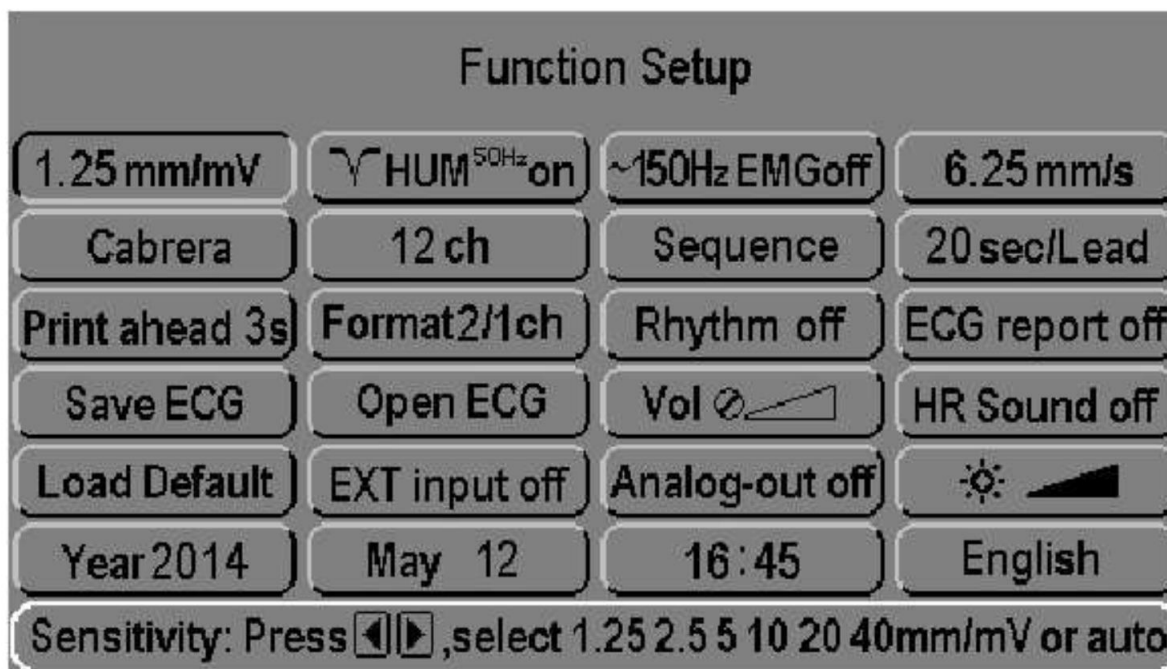 Function Setup
1.25 mm/mV HUM 50Hz on ~150Hz EMGoff 6.25 mm/s
Cabrera 12 ch Sequence 20 sec/Lead
Print ahead 3s Format2/1ch Rhythm off ECG report off
Save ECG Open ECG Vol HR Sound off
Load Default EXT input off Analog-out off
Year 2014 May 12 16:45 English
Sensitivity: Press ◀ ▶ ,select 1.25 2.5 5 10 20 40mm/mV or auto